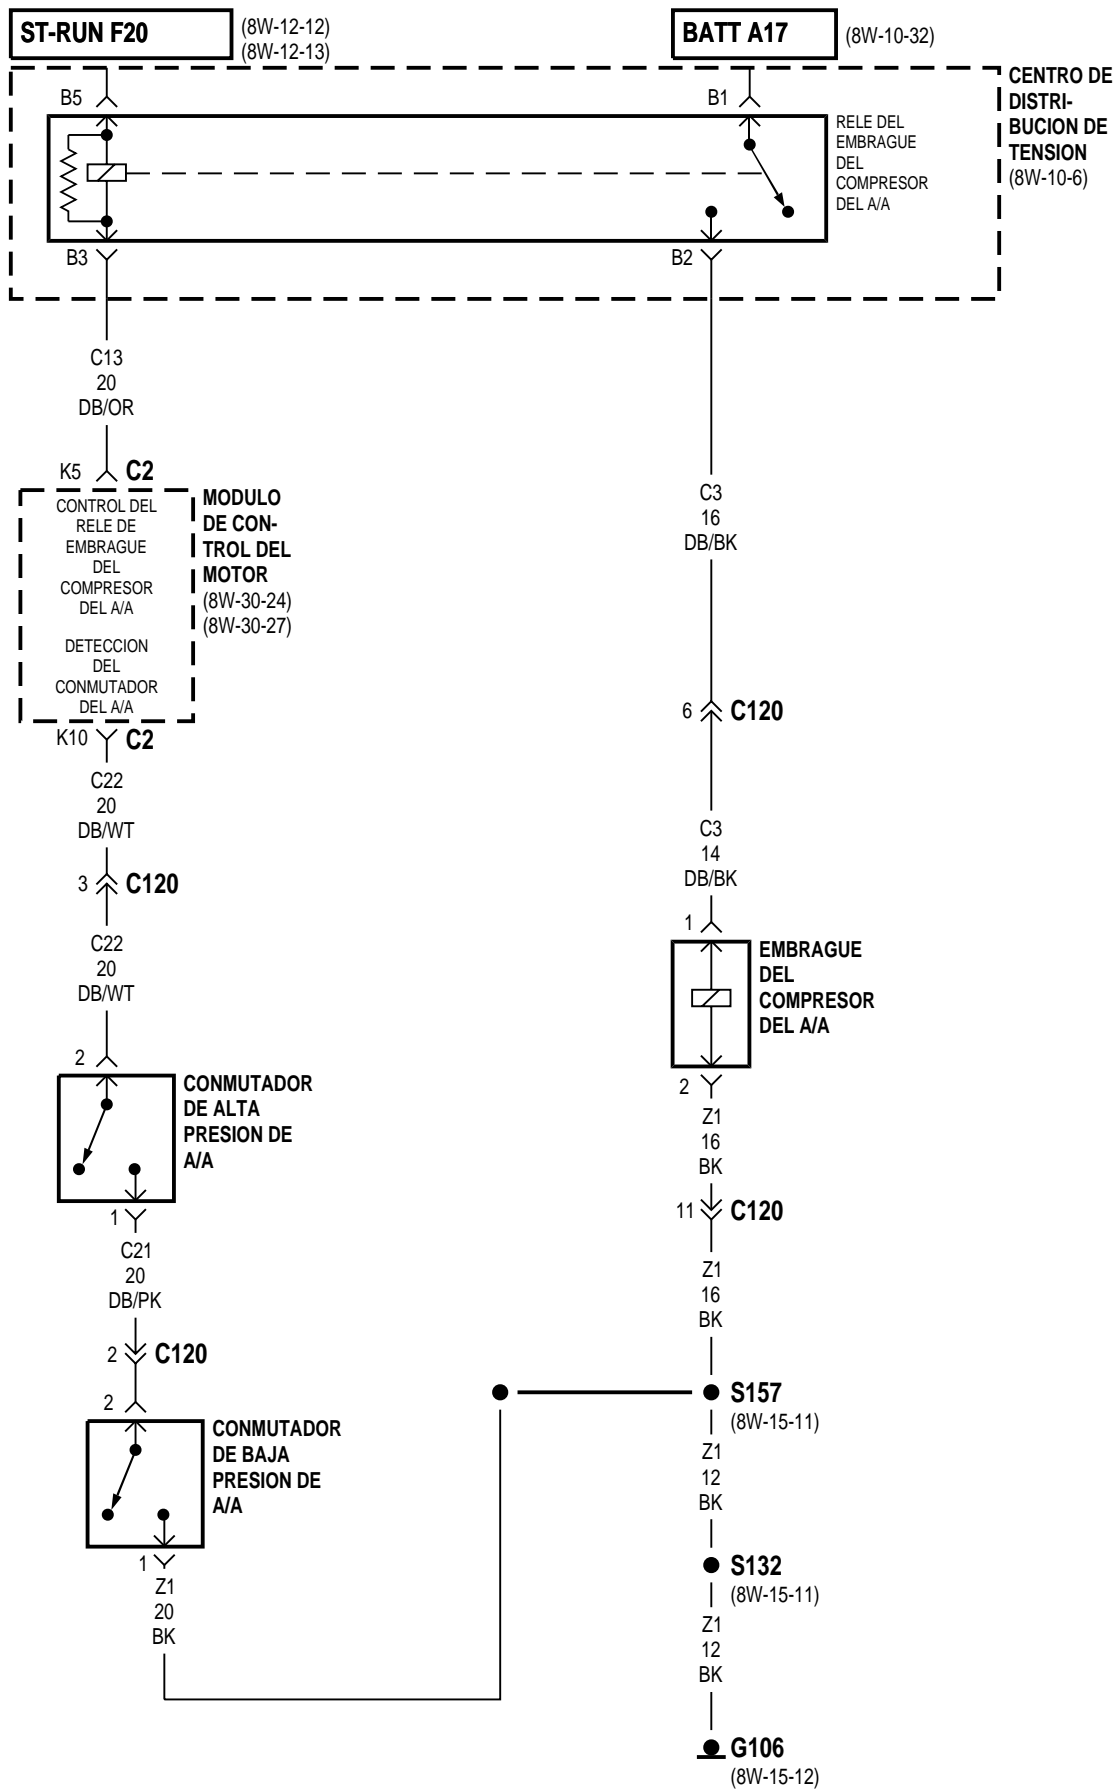 ST-RUN F20
(8W-12-12)
(8W-12-13)
BATT A17
(8W-10-32)
CENTRO DE
DISTRI-
BUCION DE
TENSION
(8W-10-6)
B5
B1
RELE DEL
EMBRAGUE
DEL
COMPRESOR
DEL A/A
B3
B2
C13
20
DB/OR
K5
C2
CONTROL DEL
RELE DE
EMBRAGUE
DEL
COMPRESOR
DEL A/A
DETECCION
DEL
CONMUTADOR
DEL A/A
MODULO
DE CON-
TROL DEL
MOTOR
(8W-30-24)
(8W-30-27)
K10
C2
C22
20
DB/WT
3
C120
C22
20
DB/WT
2
CONMUTADOR
DE ALTA
PRESION DE
A/A
1
C21
20
DB/PK
2
C120
2
CONMUTADOR
DE BAJA
PRESION DE
A/A
1
Z1
20
BK
C3
16
DB/BK
6
C120
C3
14
DB/BK
1
EMBRAGUE
DEL
COMPRESOR
DEL A/A
2
Z1
16
BK
11
C120
Z1
16
BK
S157
(8W-15-11)
Z1
12
BK
S132
(8W-15-11)
Z1
12
BK
G106
(8W-15-12)